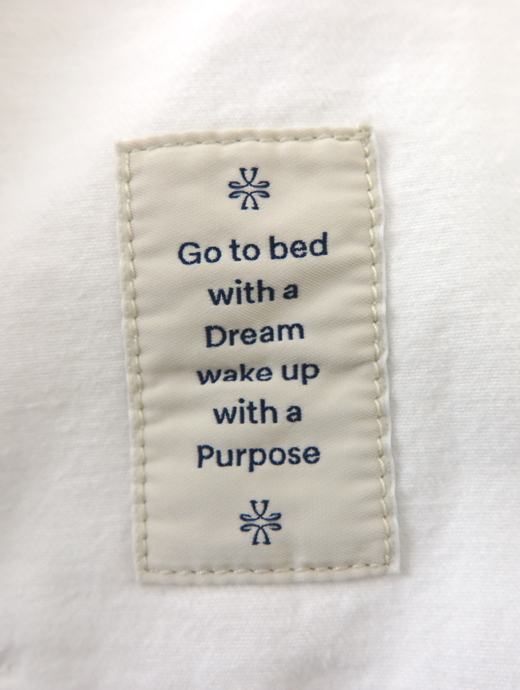 Go to bed
with a
Dream
wake up
with a
Purpose